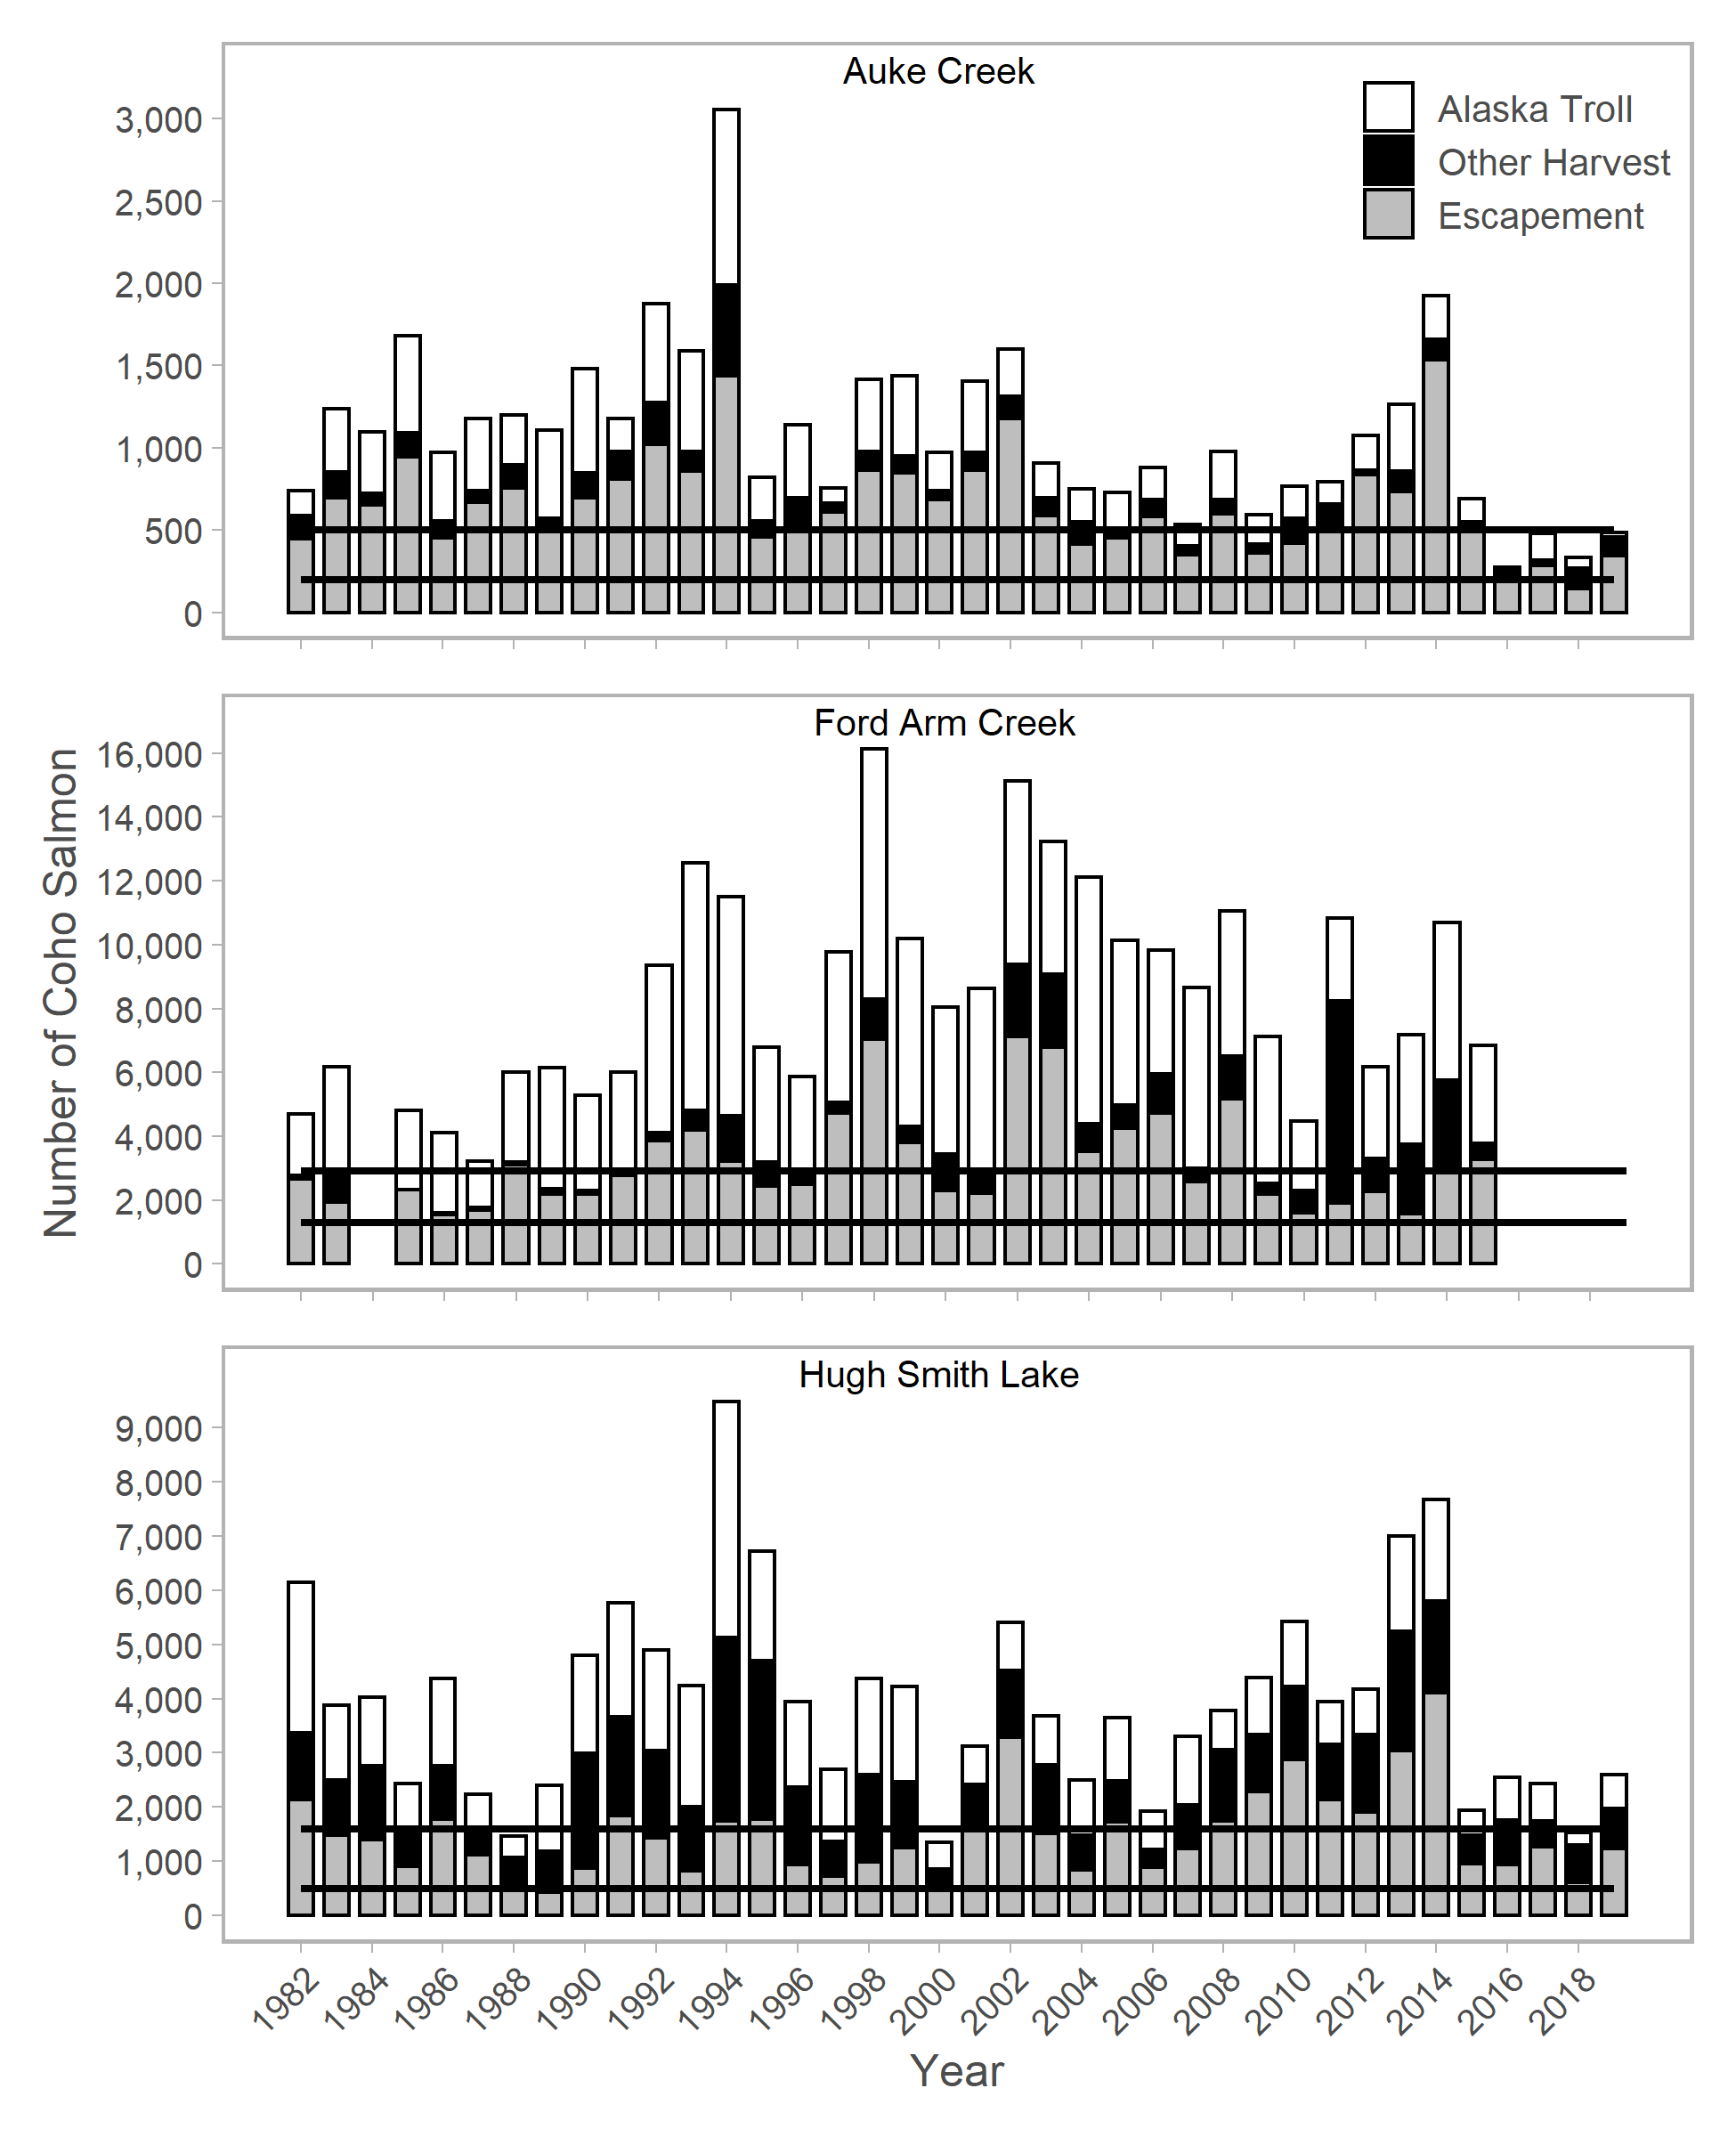 Auke Creek
Alaska Troll
Other Harvest
Escapement
3,000
2,500
2,000
1,500
1,000
500
0
Number of Coho Salmon
Ford Arm Creek
16,000
14,000
12,000
10,000
8,000
6,000
4,000
2,000
0
Hugh Smith Lake
9,000
8,000
7,000
6,000
5,000
4,000
3,000
2,000
1,000
0
1982 1984 1986 1988 1990 1992 1994 1996 1998 2000 2002 2004 2006 2008 2010 2012 2014 2016 2018
Year